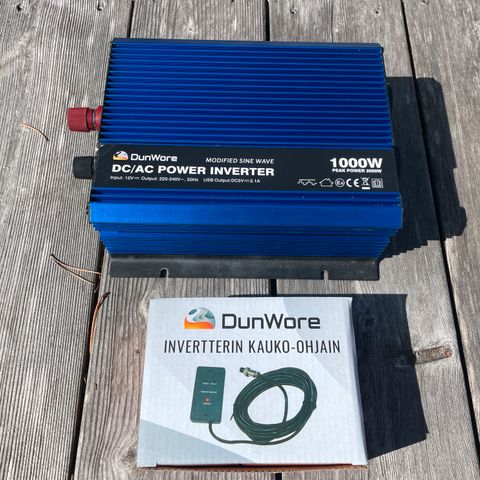 DunWore
MODIFIED SINE WAVE
DC/AC POWER INVERTER
Input: 12V⎓ Output: 220-240V~, 50Hz USB Output:DC5V⎓2.1A
1000W
PEAK POWER 2000W
DunWore
INVERTTERIN KAUKO-OHJAIN